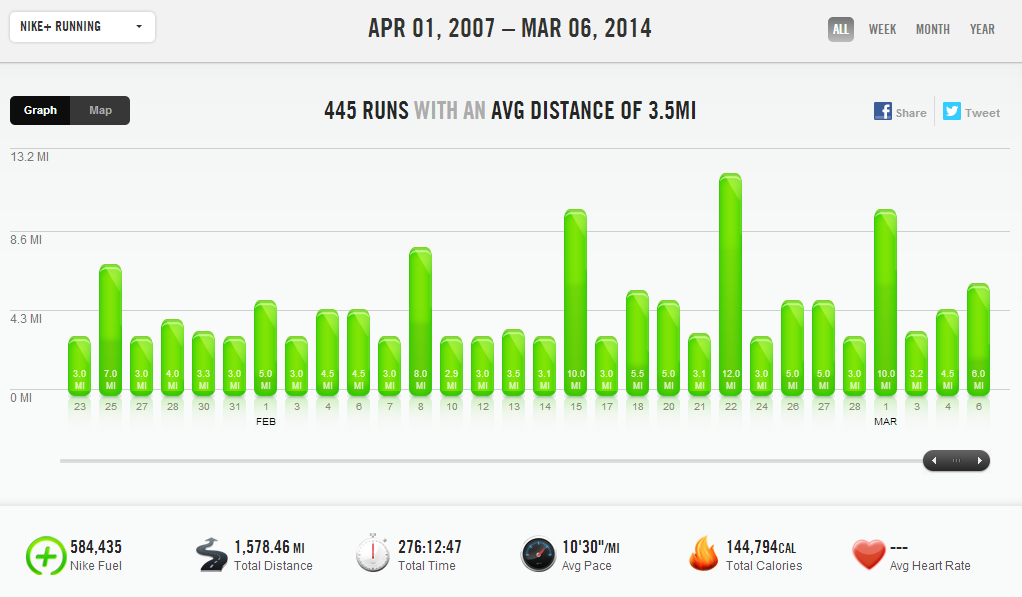 NIKE+ RUNNING
APR 01, 2007 – MAR 06, 2014
ALL WEEK MONTH YEAR
Graph Map
445 RUNS WITH AN AVG DISTANCE OF 3.5MI
Share Tweet
13.2 MI
8.6 MI
4.3 MI
0 MI
3.0 7.0 3.0 4.0 3.3 3.0 5.0 3.0 4.5 4.5 3.0 8.0 2.9 3.0 3.5 3.1 10.0 3.0 5.5 5.0 3.1 12.0 3.0 5.0 5.0 3.0 10.0 3.2 4.5 6.0
MI MI MI MI MI MI MI MI MI MI MI MI MI MI MI MI MI MI MI MI MI MI MI MI MI MI MI MI MI MI
23 25 27 28 30 31 1 3 4 6 7 8 10 12 13 14 15 17 18 20 21 22 24 26 27 28 1 3 4 6
FEB MAR
584,435 1,578.46 MI 276:12:47 10'30"/MI 144,794CAL ---
Nike Fuel Total Distance Total Time Avg Pace Total Calories Avg Heart Rate